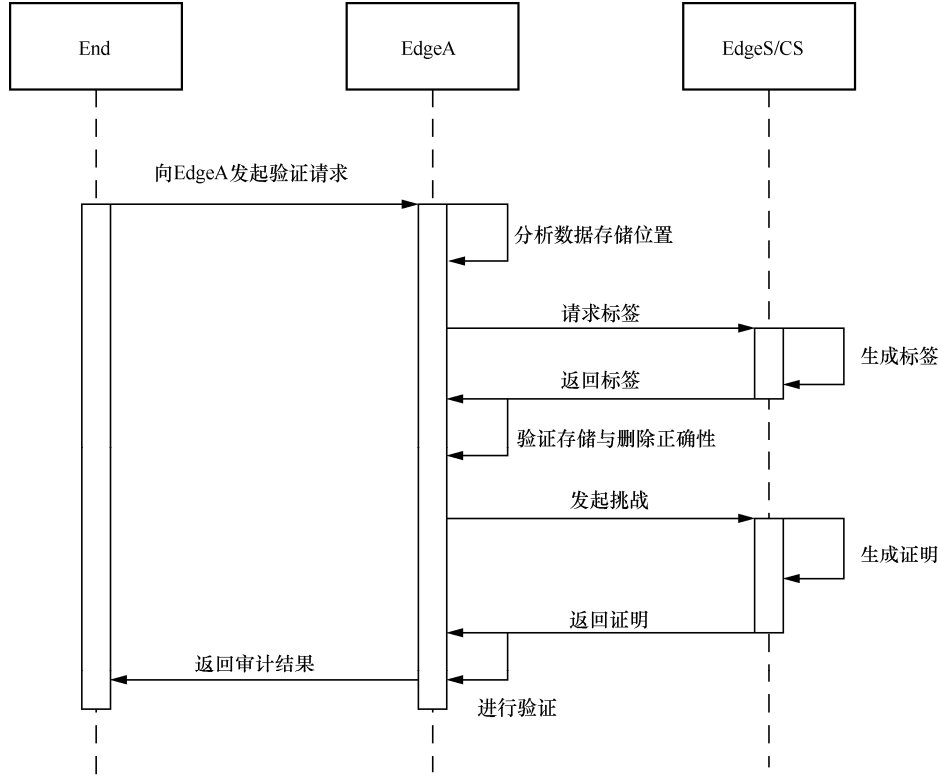 End
EdgeA
EdgeS/CS
向EdgeA发起验证请求
分析数据存储位置
请求标签
生成标签
返回标签
验证存储与删除正确性
发起挑战
生成证明
返回证明
返回审计结果
进行验证